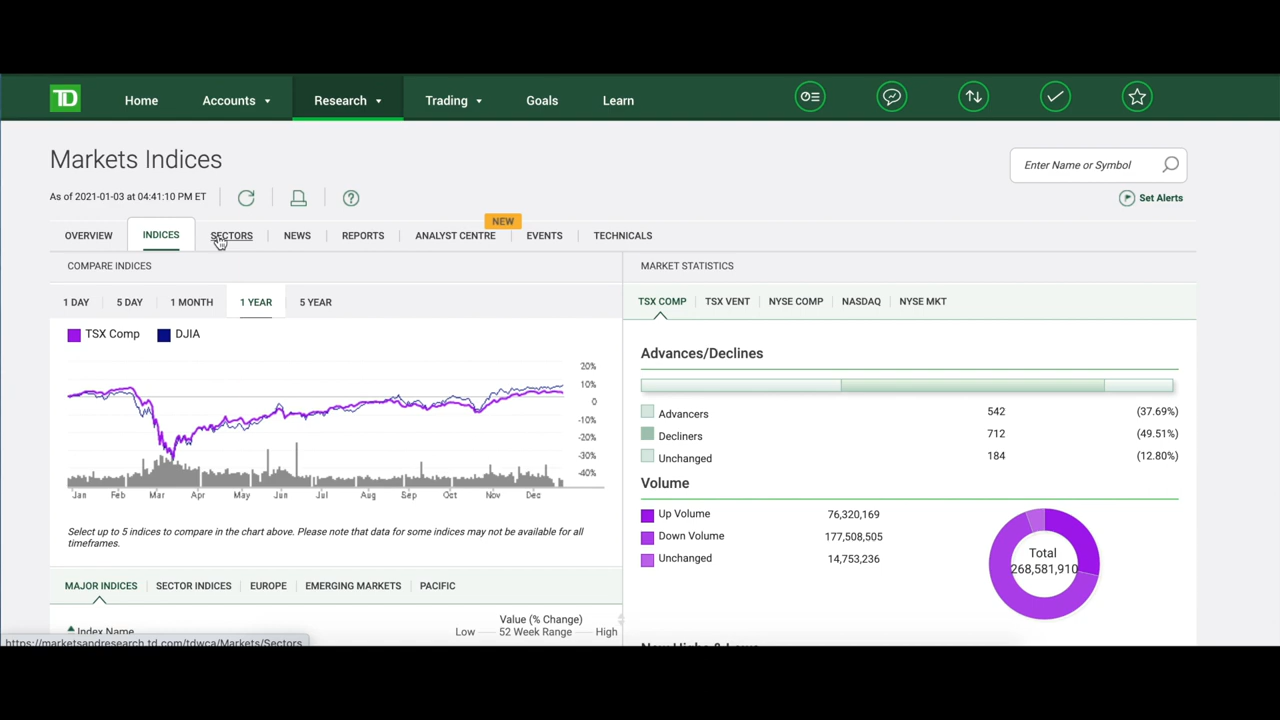 TD Home Accounts Research Trading Goals Learn
Markets Indices
Enter Name or Symbol
As of 2021-01-03 at 04:41:10 PM ET
Set Alerts
NEW
OVERVIEW INDICES SECTORS NEWS REPORTS ANALYST CENTRE EVENTS TECHNICALS
COMPARE INDICES
1 DAY 5 DAY 1 MONTH 1 YEAR 5 YEAR
TSX Comp DJIA
20%
10%
0
-10%
-20%
-30%
-40%
Jan Feb Mar Apr May Jun Jul Aug Sep Oct Nov Dec
Select up to 5 indices to compare in the chart above. Please note that data for some indices may not be available for all
timeframes.
MAJOR INDICES SECTOR INDICES EUROPE EMERGING MARKETS PACIFIC
Value (% Change)
Index Name Low 52 Week Range High
https://marketsandresearch.td.com/tdwca/Markets/Sectors
MARKET STATISTICS
TSX COMP TSX VENT NYSE COMP NASDAQ NYSE MKT
Advances/Declines
Advancers 542 (37.69%)
Decliners 712 (49.51%)
Unchanged 184 (12.80%)
Volume
Up Volume 76,320,169
Down Volume 177,508,505
Unchanged 14,753,236
Total
268,581,910
New Highs & Lows